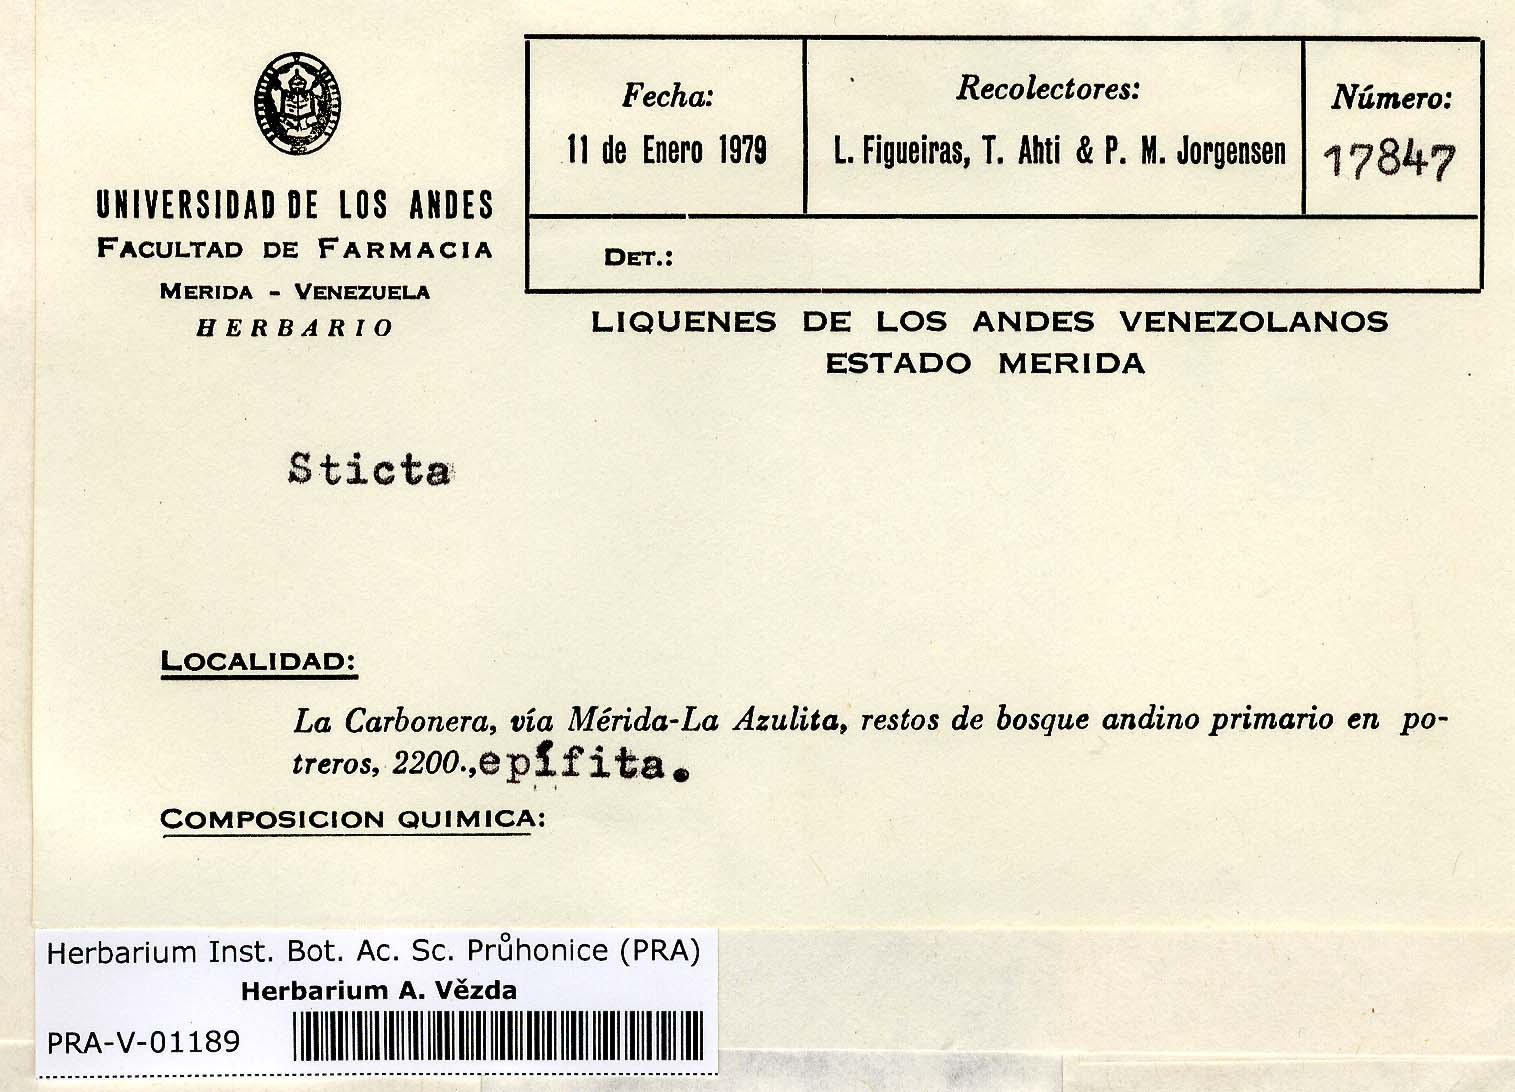 UNIVERSIDAD DE LOS ANDES
FACULTAD DE FARMACIA
MERIDA - VENEZUELA
HERBARIO
Fecha:
11 de Enero 1979
Recolectores:
L. Figueiras, T. Ahti & P. M. Jorgensen
Número:
17847
DET.:
LIQUENES DE LOS ANDES VENEZOLANOS
ESTADO MERIDA
Sticta
LOCALIDAD:
La Carbonera, vía Mérida-La Azulita, restos de bosque andino primario en po-
treros, 2200.,epífita.
COMPOSICION QUIMICA:
Herbarium Inst. Bot. Ac. Sc. Průhonice (PRA)
Herbarium A. Vězda
PRA-V-01189